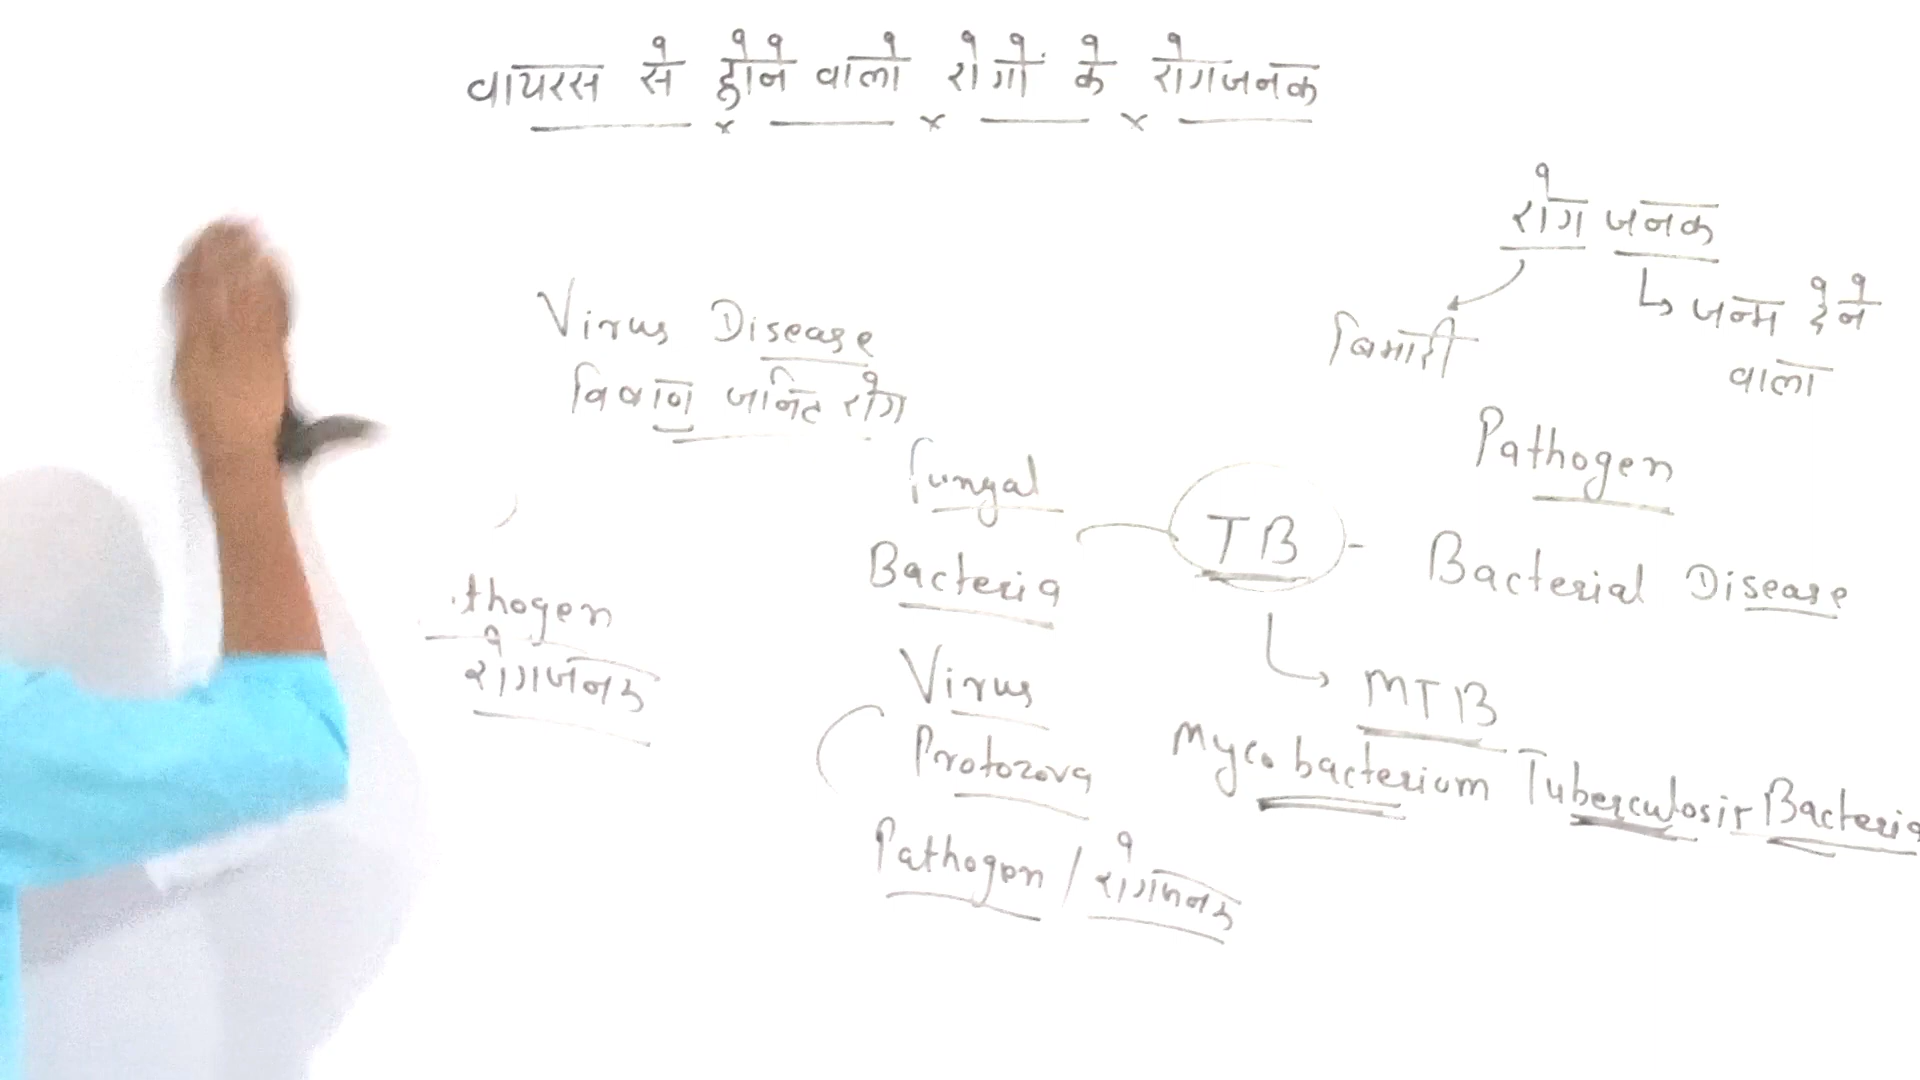 वायरस से होने वाले रोगों के रोगजनक
रोग जनक
बिमारी
जन्म देने
वाला
Virus Disease
विषाणु जनित रोग
Pathogen
Fungal
TB - Bacterial Disease
Bacteria
thogen
रोगजनक
Virus
MTB
Protozova
Mycobacterium Tuberculosis Bacteria
Pathogen / रोगजनक